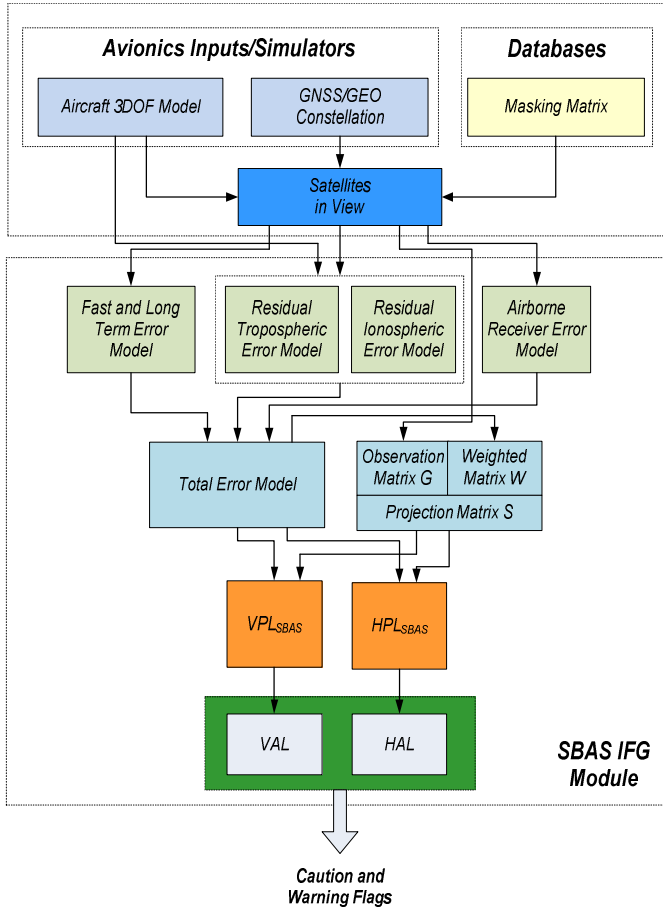 Avionics Inputs/Simulators
Databases
Aircraft 3DOF Model
GNSS/GEO
Constellation
Masking Matrix
Satellites
in View
Fast and Long
Term Error
Model
Residual
Tropospheric
Error Model
Residual
Ionospheric
Error Model
Airborne
Receiver Error
Model
Total Error Model
Observation
Matrix G
Weighted
Matrix W
Projection Matrix S
VPLSBAS
HPLSBAS
VAL
HAL
SBAS IFG
Module
Caution and
Warning Flags